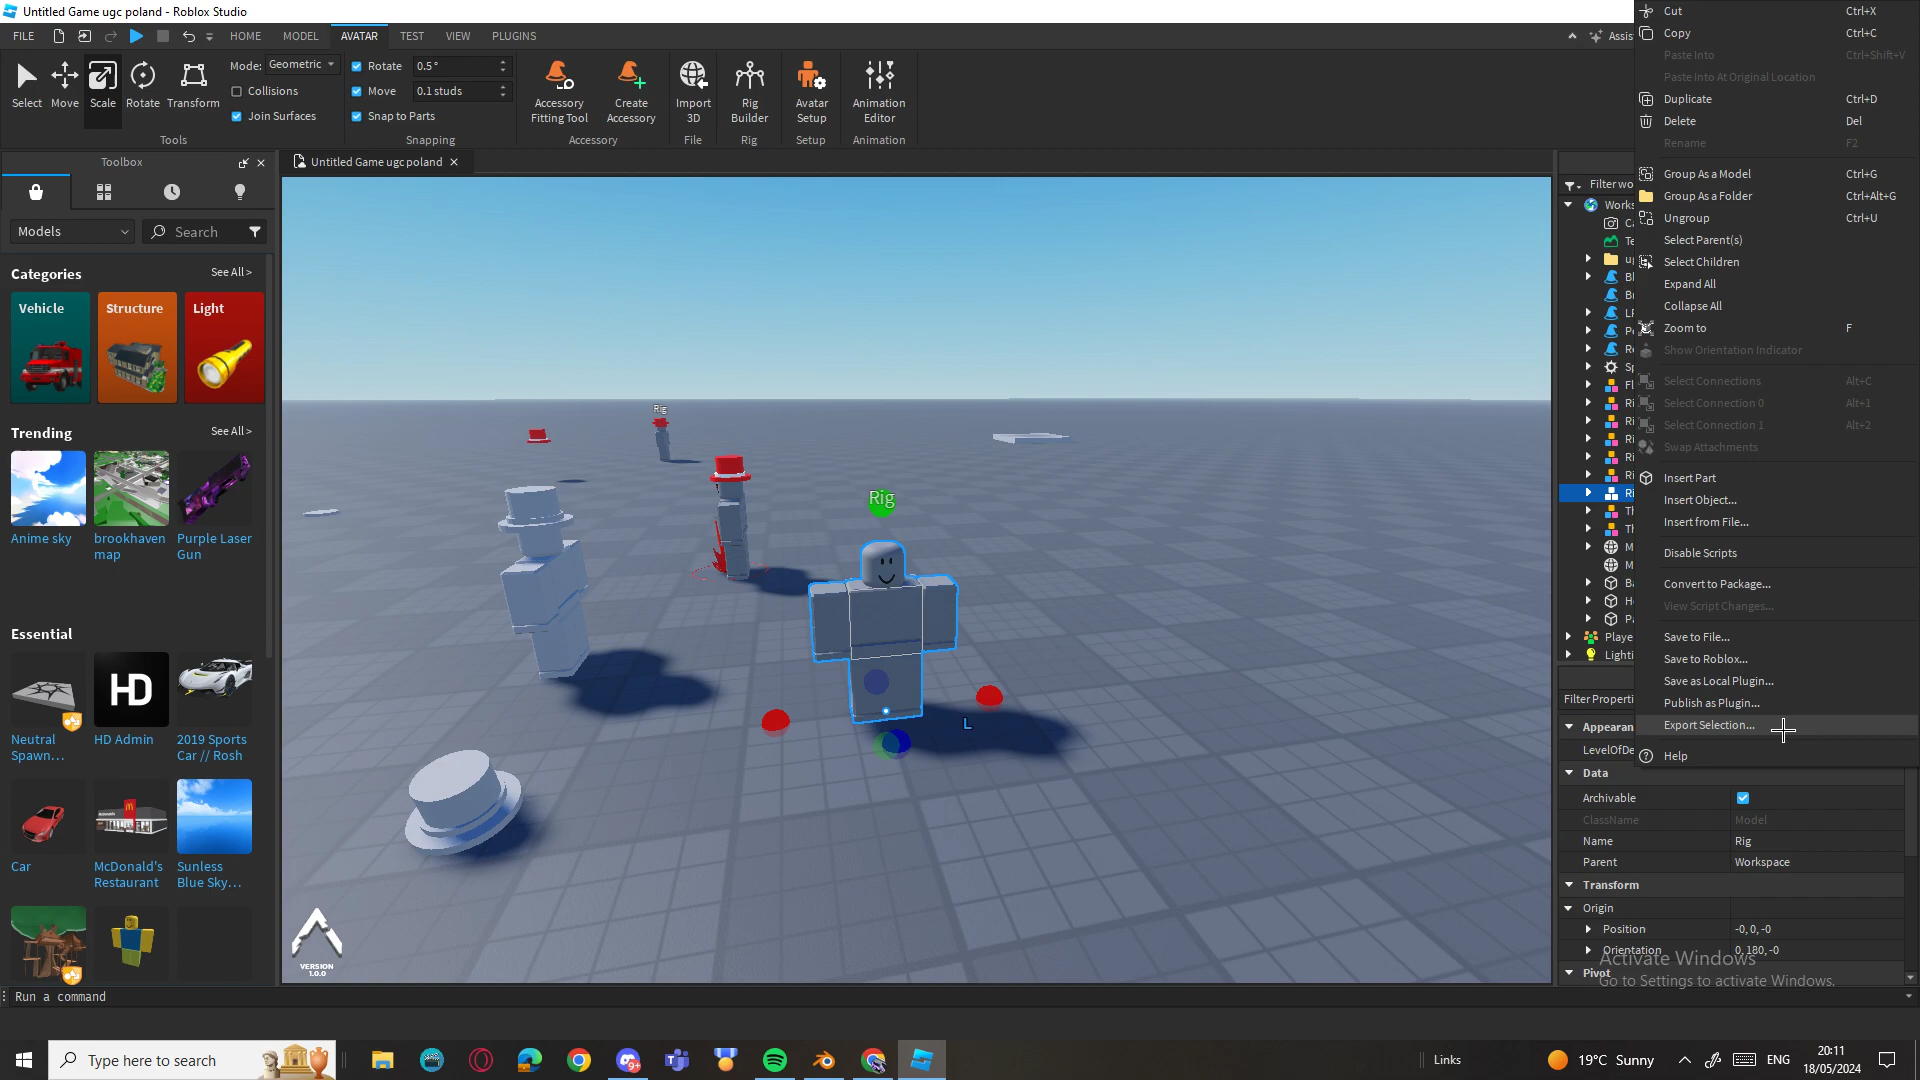 Untitled Game ugc poland - Roblox Studio
FILE HOME MODEL AVATAR TEST VIEW PLUGINS Assis
Select Move Scale Rotate Transform
Mode: Geometric
Collisions
Join Surfaces
Tools
Rotate 0.5°
Move 0.1 studs
Snap to Parts
Snapping
Accessory Fitting Tool
Create Accessory
Accessory
Import 3D
File
Rig Builder
Rig
Avatar Setup
Setup
Animation Editor
Animation
Toolbox
Untitled Game ugc poland
Models
Search
Categories See All >
Vehicle Structure Light
Trending See All >
Anime sky
brookhaven map
Purple Laser Gun
Essential
HD
Neutral Spawn...
HD Admin
2019 Sports Car // Rosh
Car
McDonald's Restaurant
Sunless Blue Sky...
Rig
Rig
L
VERSION
1.0.0
Filter wo
Works
Playe
Lighti
Cut Ctrl+X
Copy Ctrl+C
Paste Into Ctrl+Shift+V
Paste Into At Original Location
Duplicate Ctrl+D
Delete Del
Rename F2
Group As a Model Ctrl+G
Group As a Folder Ctrl+Alt+G
Ungroup Ctrl+U
Select Parent(s)
Select Children
Expand All
Collapse All
Zoom to F
Show Orientation Indicator
Select Connections Alt+C
Select Connection 0 Alt+1
Select Connection 1 Alt+2
Swap Attachments
Insert Part
Insert Object...
Insert from File...
Disable Scripts
Convert to Package...
View Script Changes...
Save to File...
Save to Roblox...
Save as Local Plugin...
Publish as Plugin...
Export Selection...
Help
Filter Properti
Appearan
LevelOfDe
Data
Archivable
ClassName Model
Name Rig
Parent Workspace
Transform
Origin
Position -0, 0, -0
Orientation 0, 180, -0
Pivot
Activate Windows
Go to Settings to activate Windows.
Run a command
Type here to search
9+
Links
19°C Sunny
ENG
20:11
18/05/2024